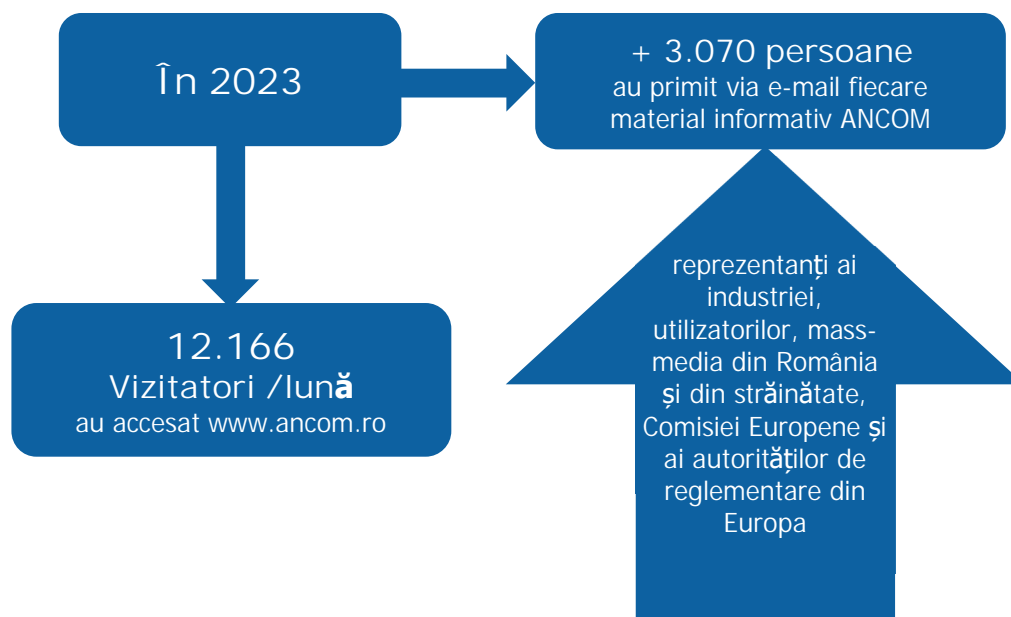 În 2023
+ 3.070 persoane
au primit via e-mail fiecare
material informativ ANCOM
12.166
Vizitatori /lună
au accesat www.ancom.ro
reprezentanți ai
industriei,
utilizatorilor, mass-
media din România
și din străinătate,
Comisiei Europene și
ai autorităților de
reglementare din
Europa